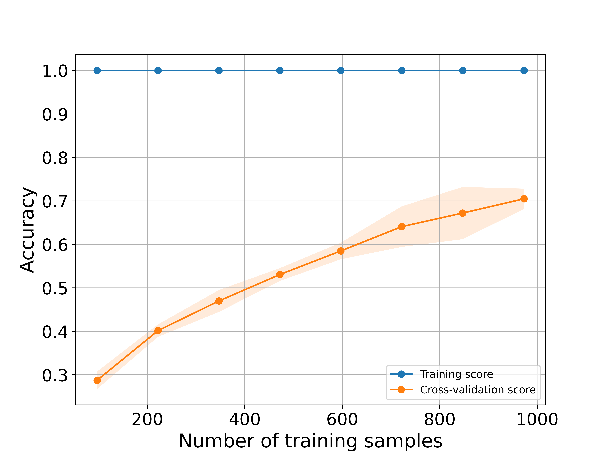 1.0
0.9
0.8
0.7
0.6
0.5
0.4
0.3
Accuracy
200 400 600 800 1000
Number of training samples
Training score
Cross-validation score